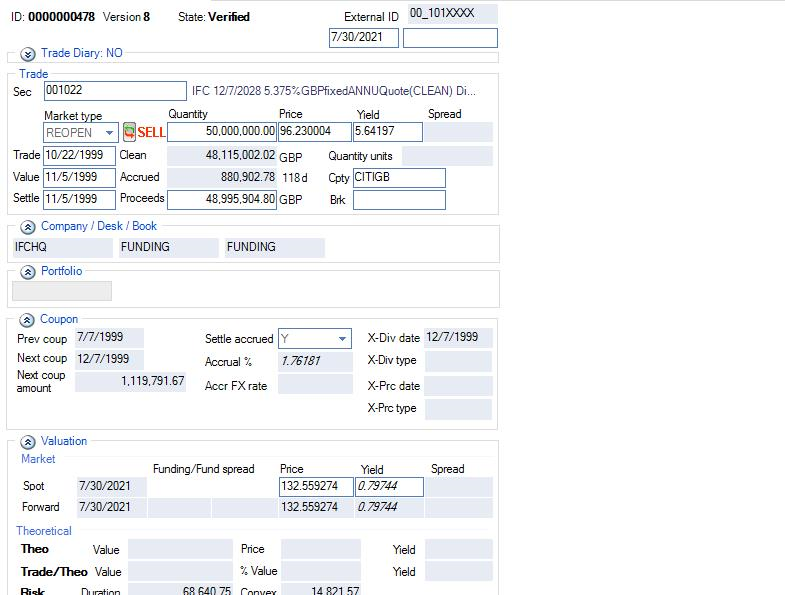 ID: 0000000478 Version 8 State: Verified External ID 00_101XXXX
7/30/2021
Trade Diary: NO
Trade
Sec 001022 IFC 12/7/2028 5.375%GBPfixedANNUQuote(CLEAN) Di...
Market type Quantity Price Yield Spread
REOPEN SELL 50,000,000.00 96.230004 5.64197
Trade 10/22/1999 Clean 48,115,002.02 GBP Quantity units
Value 11/5/1999 Accrued 880,902.78 118 d Cpty CITIGB
Settle 11/5/1999 Proceeds 48,995,904.80 GBP Brk
Company / Desk / Book
IFCHQ FUNDING FUNDING
Portfolio
Coupon
Prev coup 7/7/1999 Settle accrued Y X-Div date 12/7/1999
Next coup 12/7/1999 Accrual % 1.76181 X-Div type
Next coup amount 1,119,791.67 Accr FX rate X-Prc date
X-Prc type
Valuation
Market
Funding/Fund spread Price Yield Spread
Spot 7/30/2021 132.559274 0.79744
Forward 7/30/2021 132.559274 0.79744
Theoretical
Theo Value Price Yield
Trade/Theo Value % Value Yield
Risk Duration 68,640.75 Convex 14,821.57